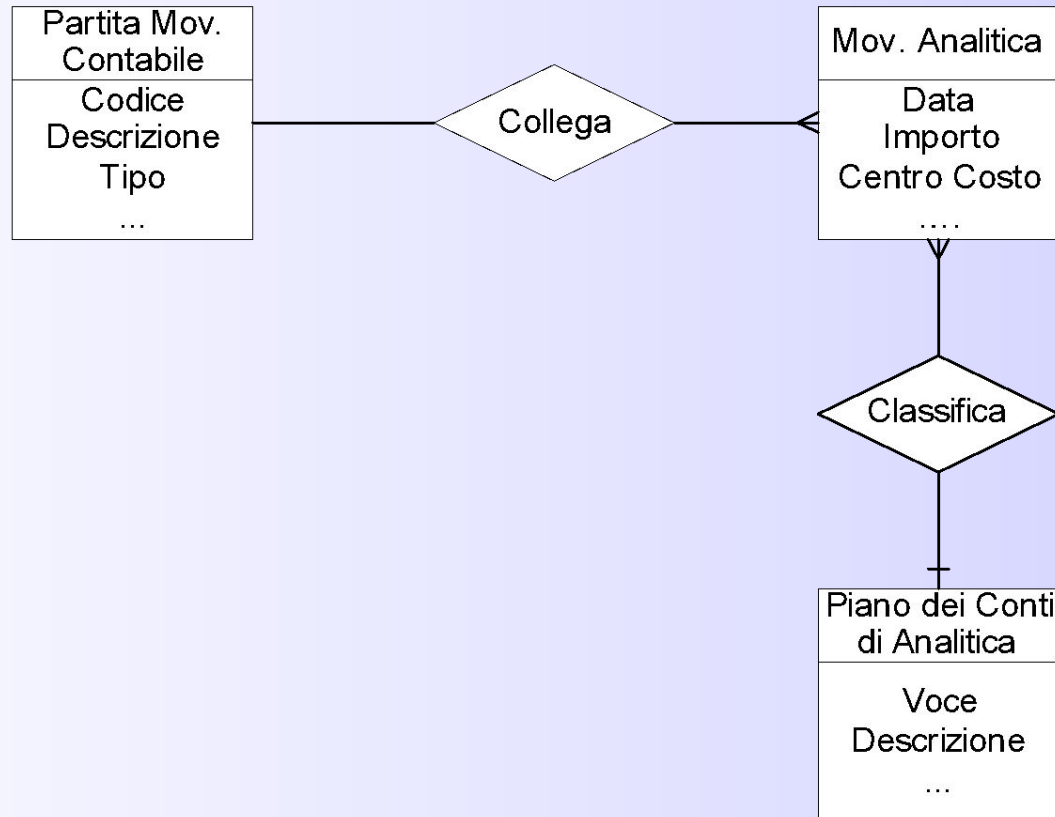 Partita Mov.
Contabile
Codice
Descrizione
Tipo
...
Collega
Mov. Analitica
Data
Importo
Centro Costo
....
Classifica
Piano dei Conti
di Analitica
Voce
Descrizione
...